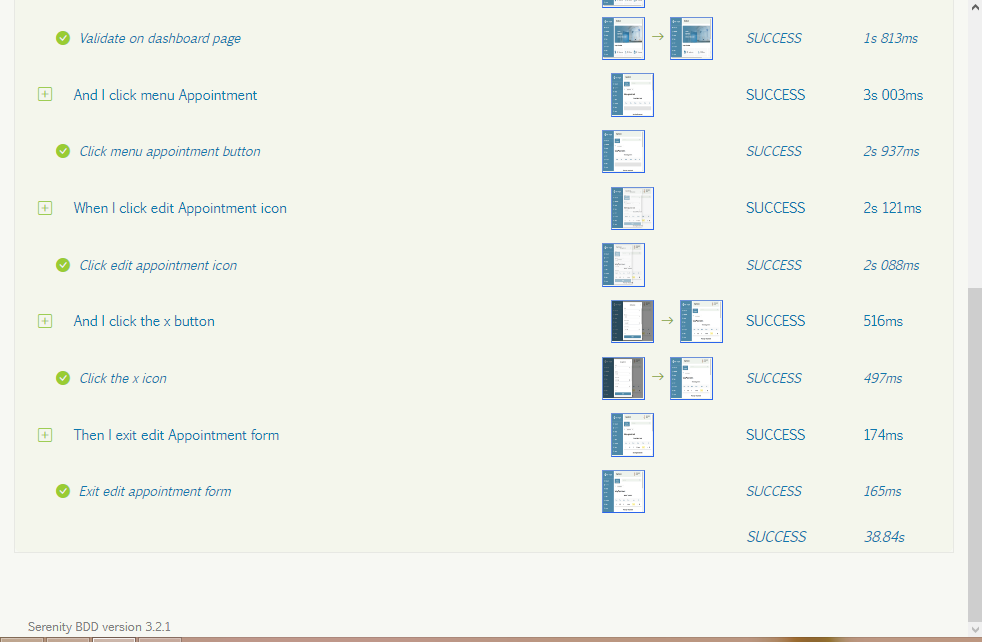 Validate on dashboard page SUCCESS 1s 813ms
And I click menu Appointment SUCCESS 3s 003ms
Click menu appointment button SUCCESS 2s 937ms
When I click edit Appointment icon SUCCESS 2s 121ms
Click edit appointment icon SUCCESS 2s 088ms
And I click the x button SUCCESS 516ms
Click the x icon SUCCESS 497ms
Then I exit edit Appointment form SUCCESS 174ms
Exit edit appointment form SUCCESS 165ms
SUCCESS 38.84s
Serenity BDD version 3.2.1